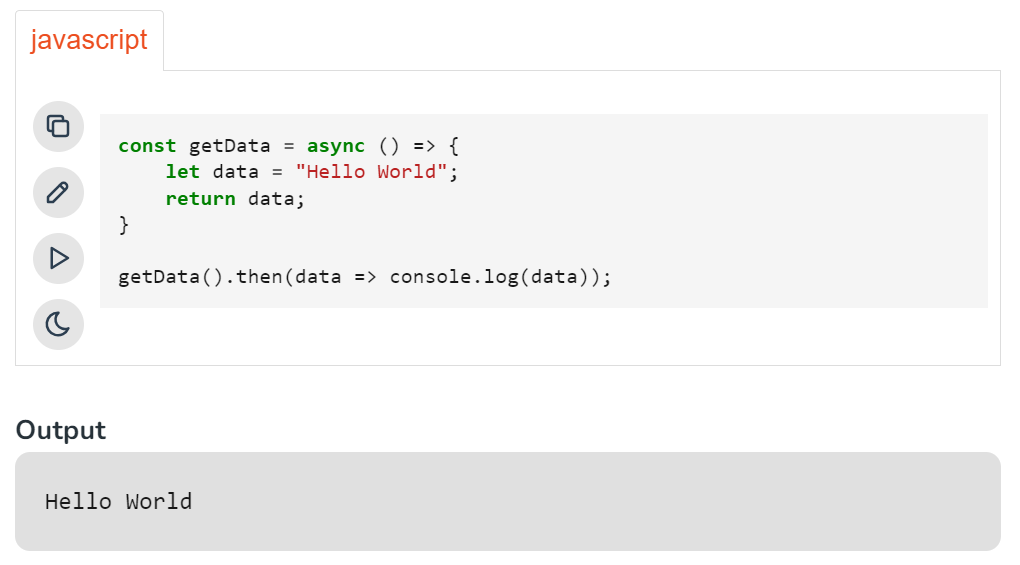 javascript
const getData = async () => {
    let data = "Hello World";
    return data;
}
getData().then(data => console.log(data));
Output
Hello World